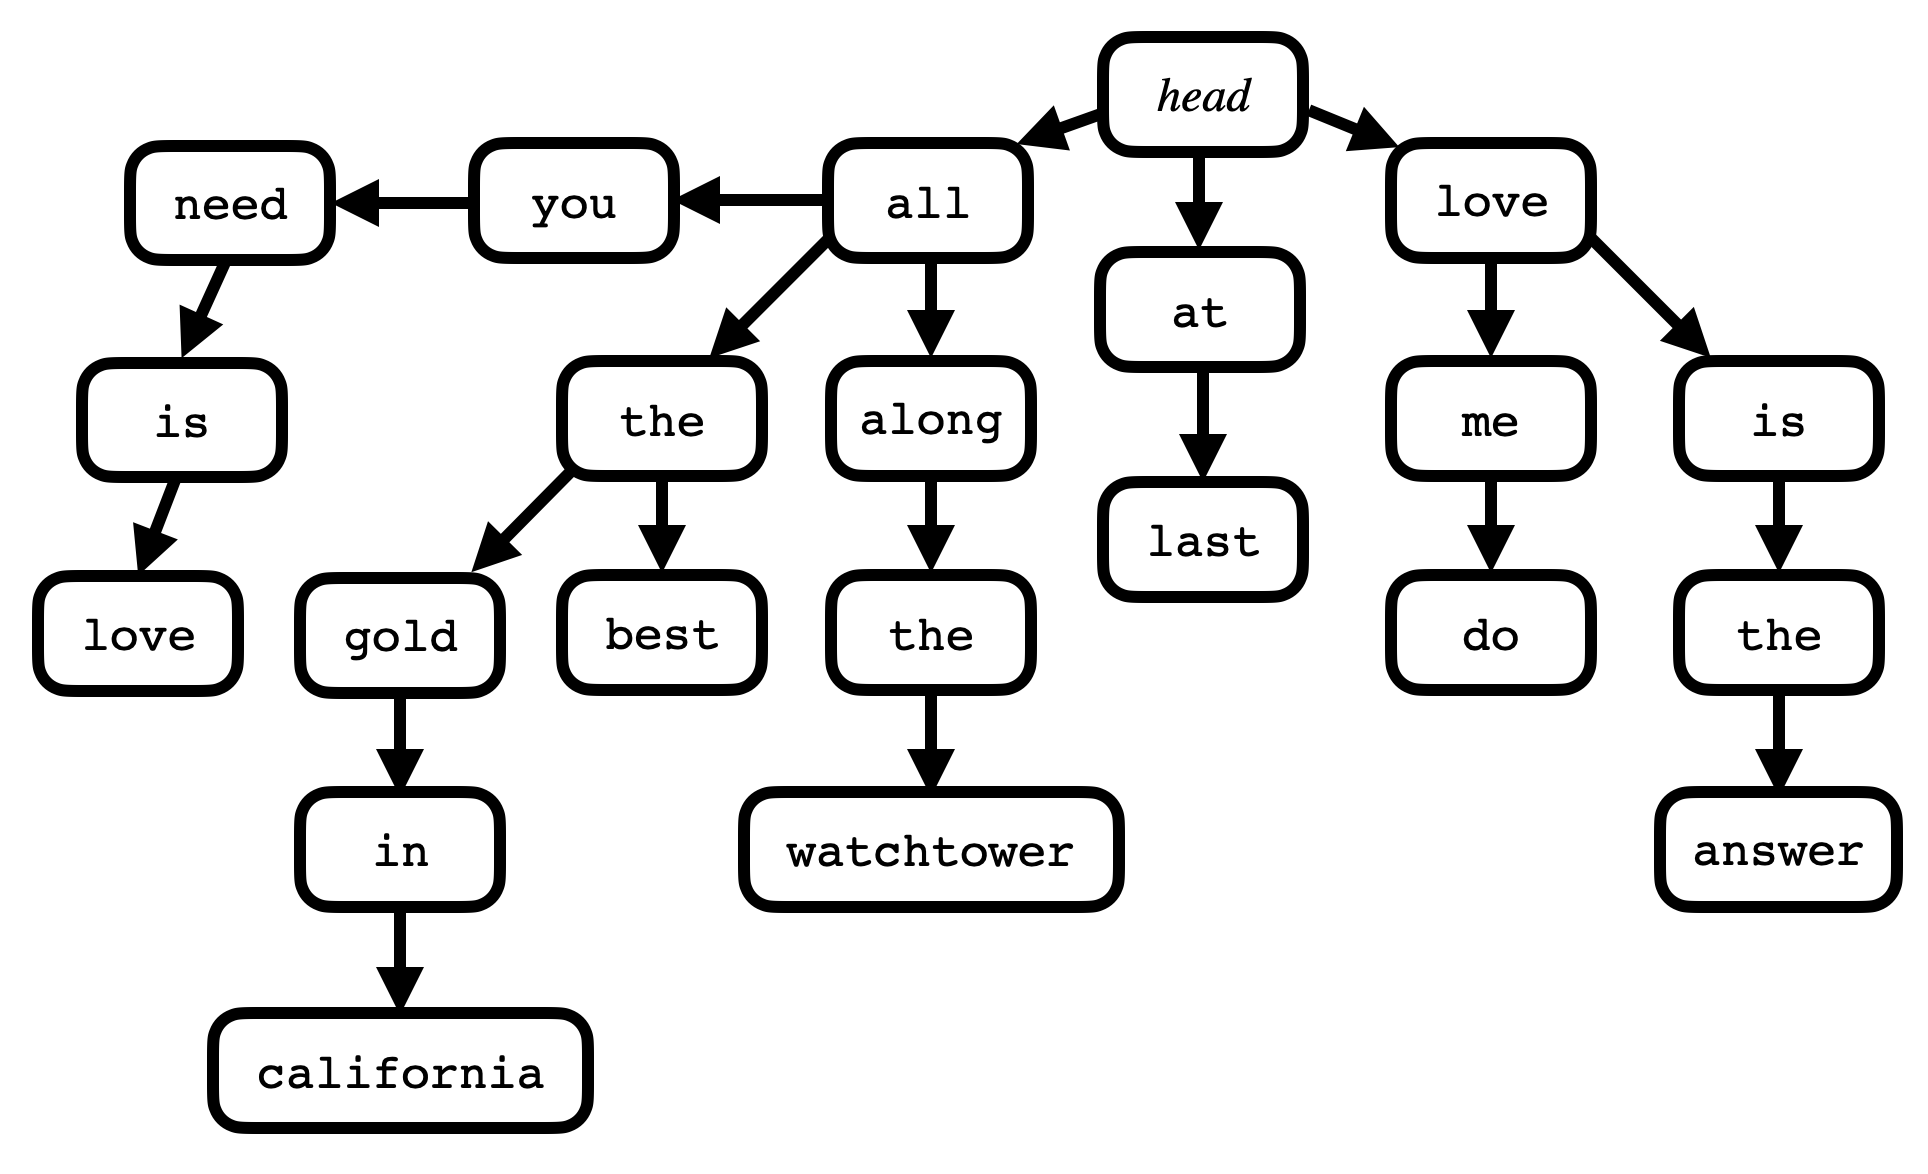 head
need
you
all
love
at
is
the
along
me
is
last
love
gold
best
the
do
the
in
watchtower
answer
california